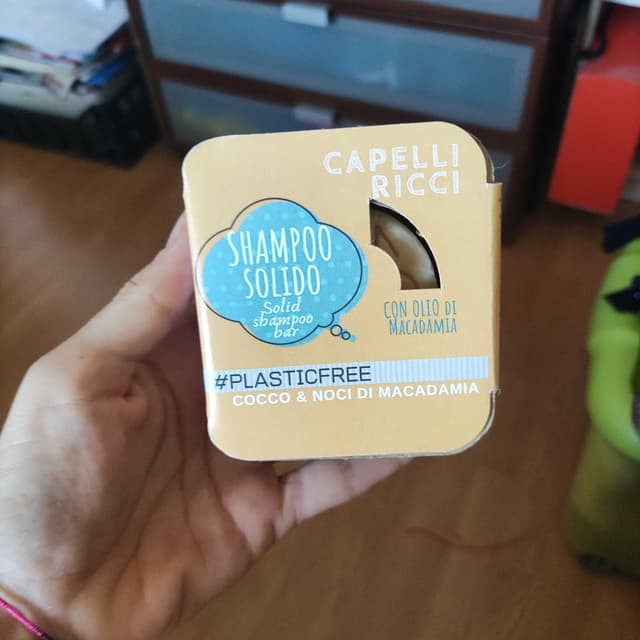 CAPELLI
RICCI
SHAMPOO
SOLIDO
Solid
shampoo
bar
CON OLIO DI
MACADAMIA
#PLASTICFREE
COCCO & NOCI DI MACADAMIA